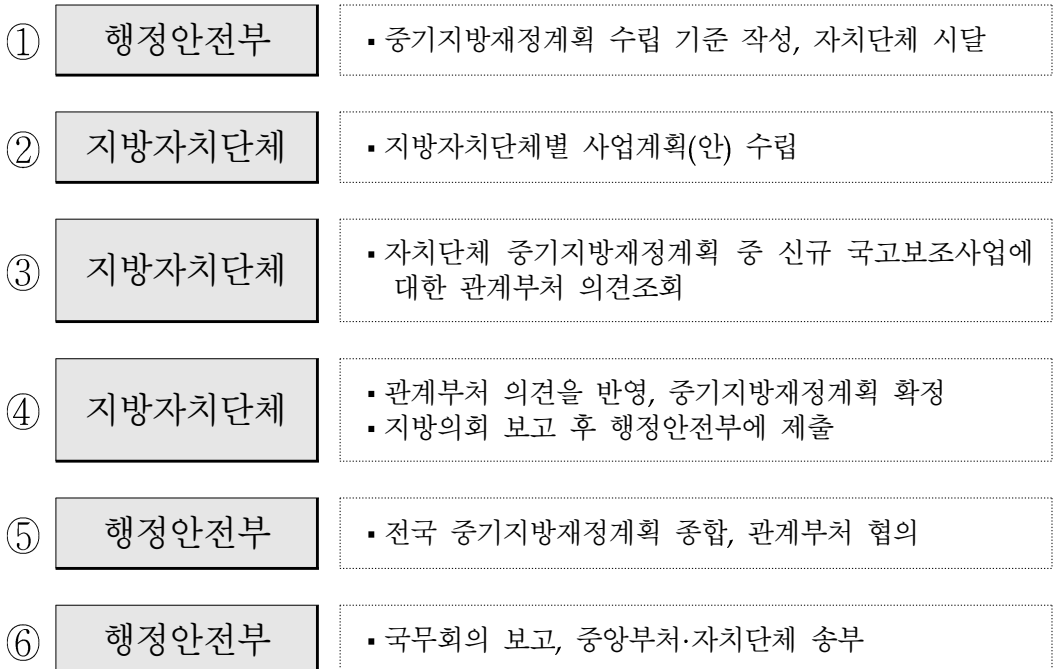 ① 행정안전부 ▪ 중기지방재정계획 수립 기준 작성, 자치단체 시달
② 지방자치단체 ▪ 지방자치단체별 사업계획(안) 수립
③ 지방자치단체 ▪ 자치단체 중기지방재정계획 중 신규 국고보조사업에
대한 관계부처 의견조회
④ 지방자치단체 ▪ 관계부처 의견을 반영, 중기지방재정계획 확정
▪ 지방의회 보고 후 행정안전부에 제출
⑤ 행정안전부 ▪ 전국 중기지방재정계획 종합, 관계부처 협의
⑥ 행정안전부 ▪ 국무회의 보고, 중앙부처·자치단체 송부